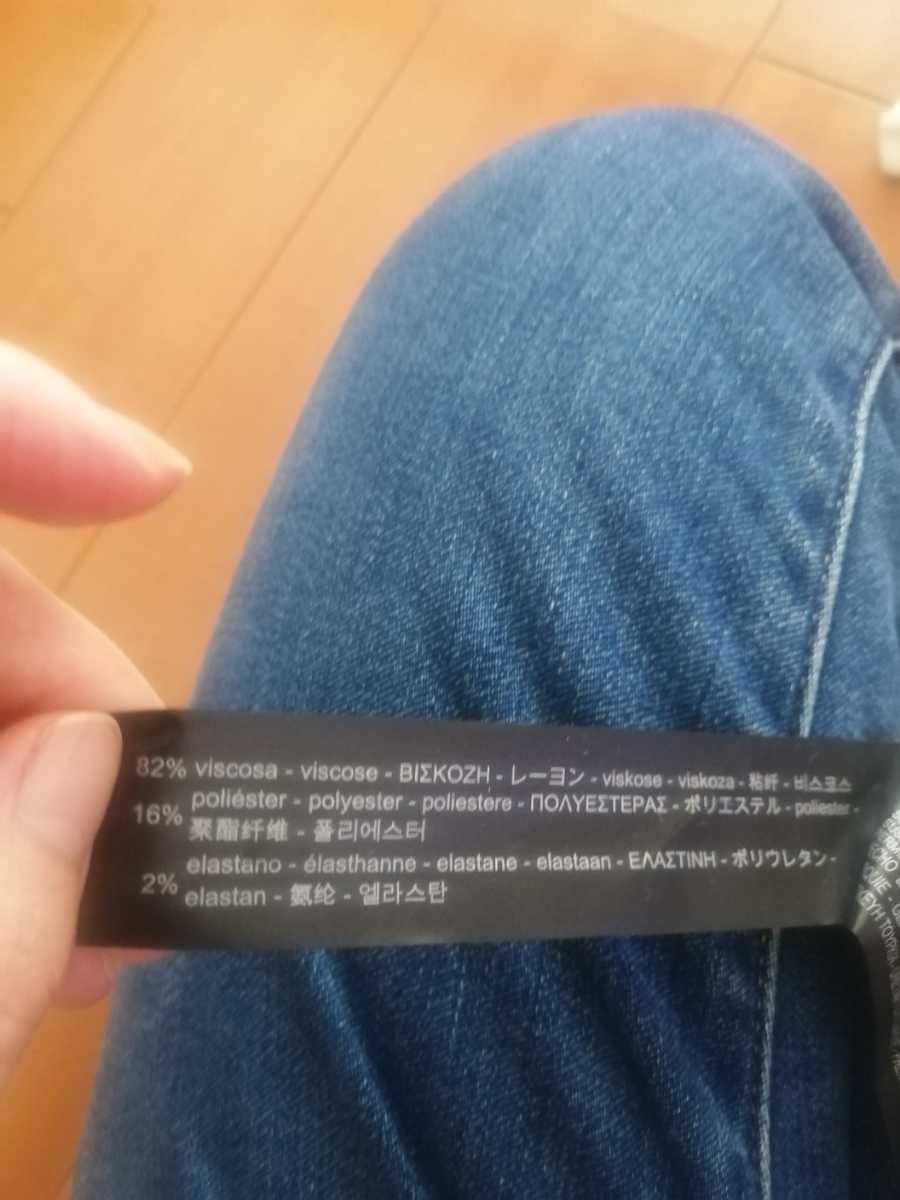 82% viscosa - viscose - ΒΙΣΚΟΖΗ - レーヨン - viskose - viskoza - 粘纤 - 비스코스
16% poliéster - polyester - poliestere - ΠΟΛΥΕΣΤΕΡΑΣ - ポリエステル - poliester -
聚酯纤维 - 폴리에스터
2% elastano - élasthanne - elastane - elastaan - ΕΛΑΣΤΙΝΗ - ポリウレタン -
elastan - 氨纶 - 엘라스탄